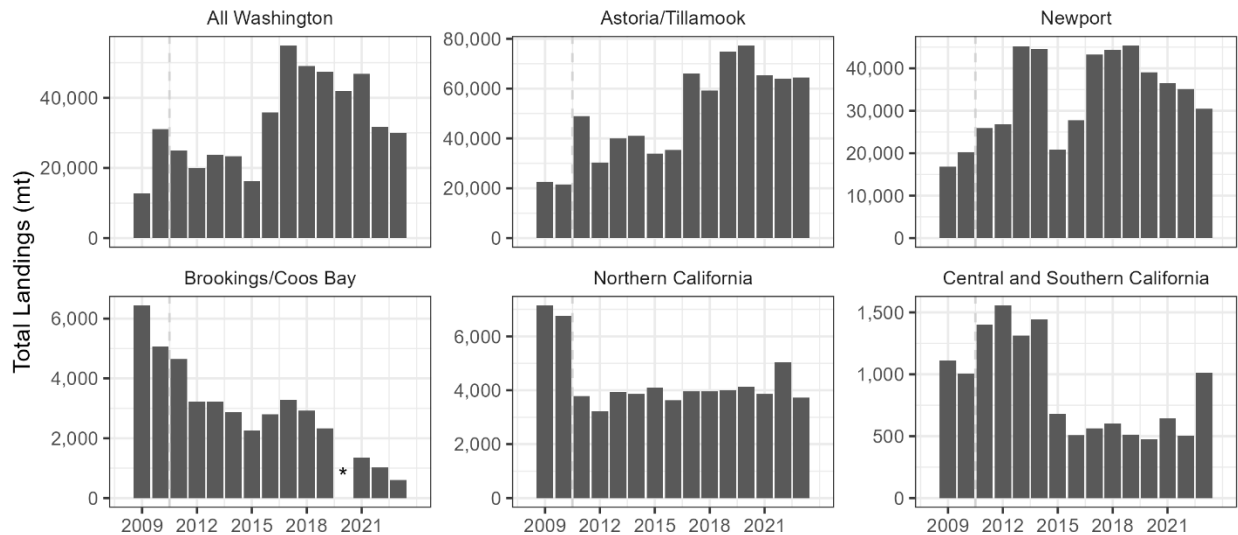 All Washington
Astoria/Tillamook
Newport
Total Landings (mt)
40,000
20,000
0
80,000
60,000
40,000
20,000
0
40,000
30,000
20,000
10,000
0
Brookings/Coos Bay
Northern California
Central and Southern California
6,000
4,000
2,000
0
*
6,000
4,000
2,000
0
1,500
1,000
500
0
2009 2012 2015 2018 2021
2009 2012 2015 2018 2021
2009 2012 2015 2018 2021